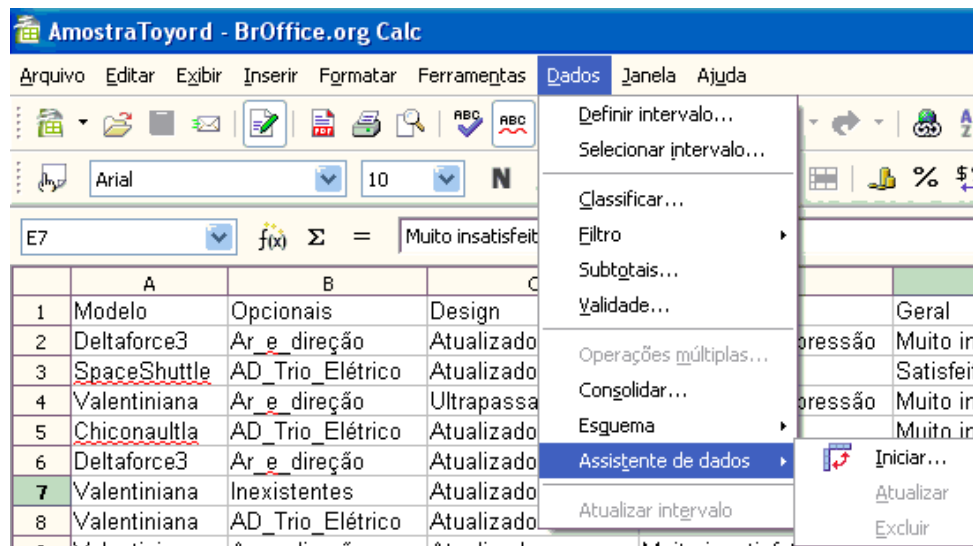 AmostraToyord - BrOffice.org Calc
Arquivo Editar Exibir Inserir Formatar Ferramentas Dados Janela Ajuda
Definir intervalo...
Selecionar intervalo...
Classificar...
Filtro
Subtotais...
Validade...
Operações múltiplas...
Consolidar...
Esquema
Assistente de dados
Atualizar intervalo
Iniciar...
Atualizar
Excluir
ABC ABC
Arial 10 N %
E7 f(x) Σ = Muito insatisfeit
A B
1 Modelo Opcionais Design Geral
2 Deltaforce3 Ar_e_direção Atualizado pressão Muito in
3 SpaceShuttle AD_Trio_Elétrico Atualizado Satisfei
4 Valentiniana Ar_e_direção Ultrapassa pressão Muito in
5 Chiconaultla AD_Trio_Elétrico Atualizado Muito in
6 Deltaforce3 Ar_e_direção Atualizado
7 Valentiniana Inexistentes Atualizado
8 Valentiniana AD_Trio_Elétrico Atualizado